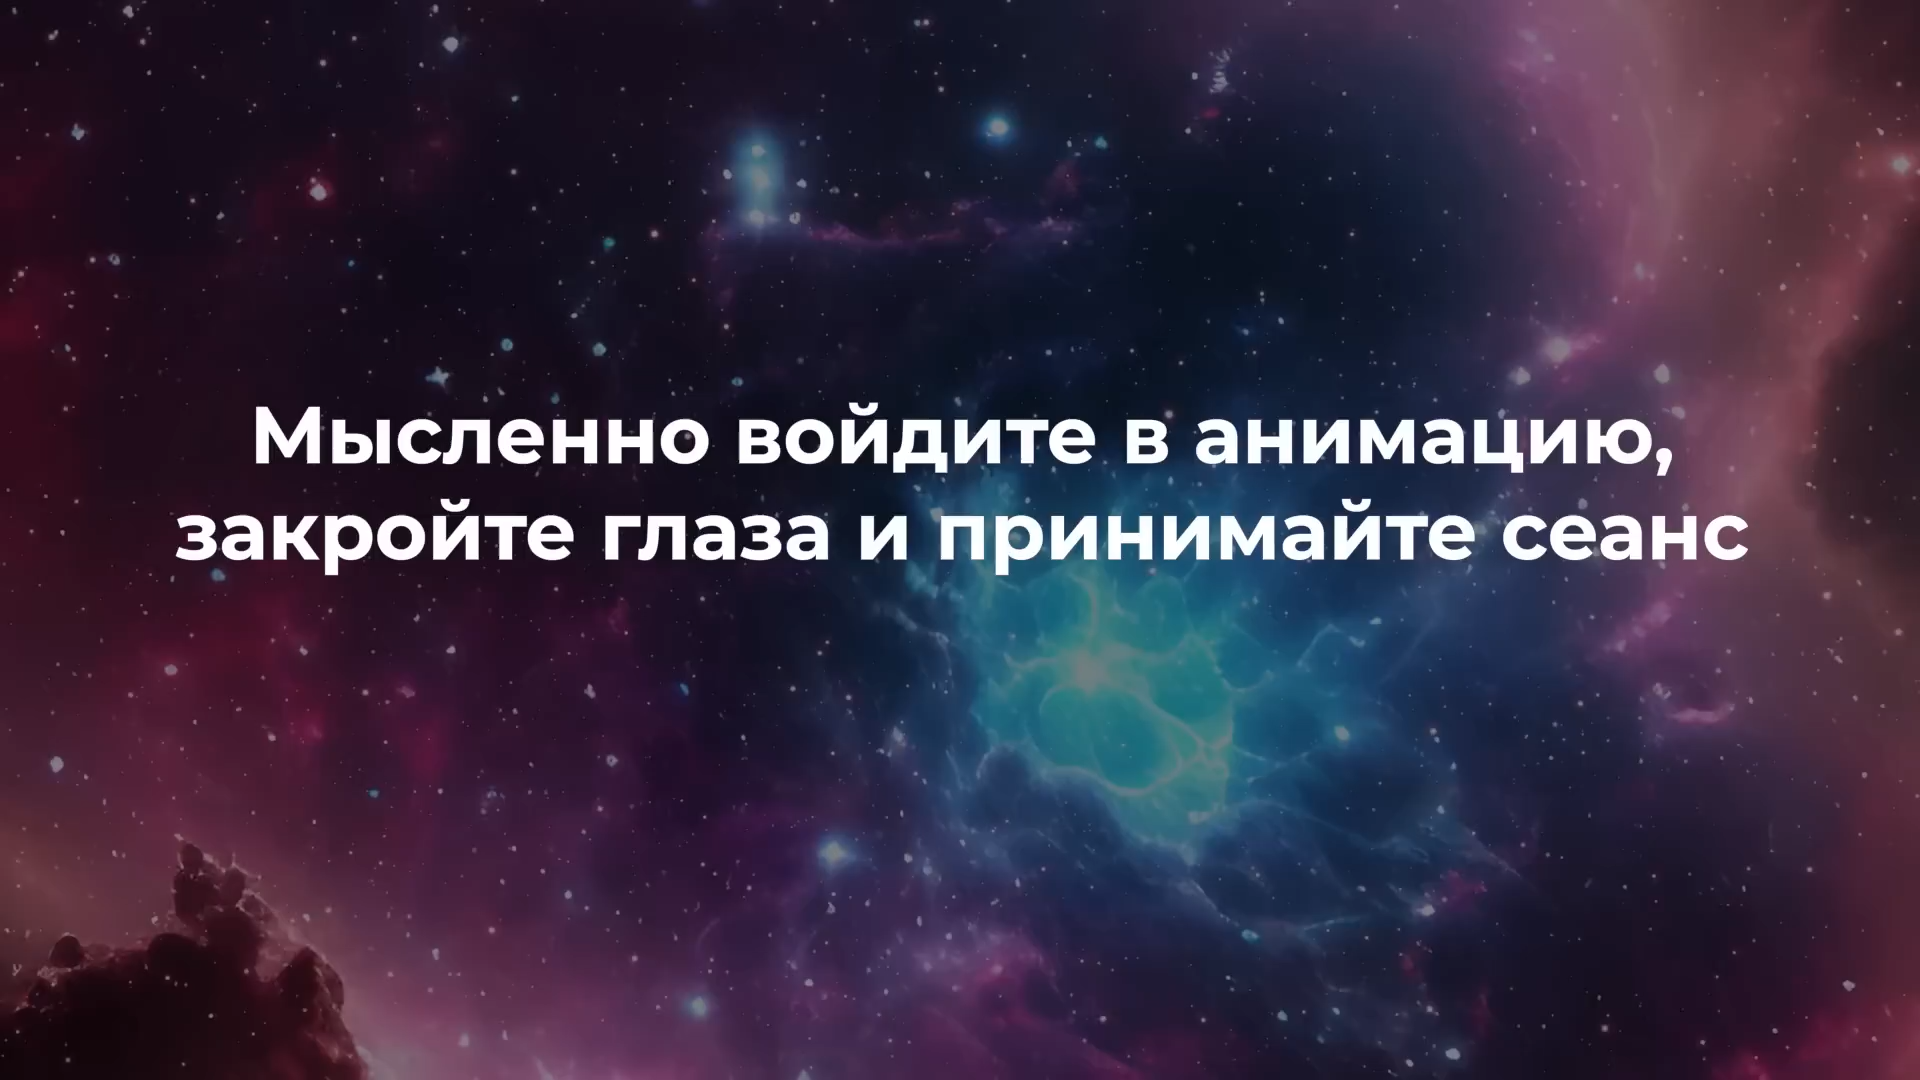 Мысленно войдите в анимацию,
закройте глаза и принимайте сеанс